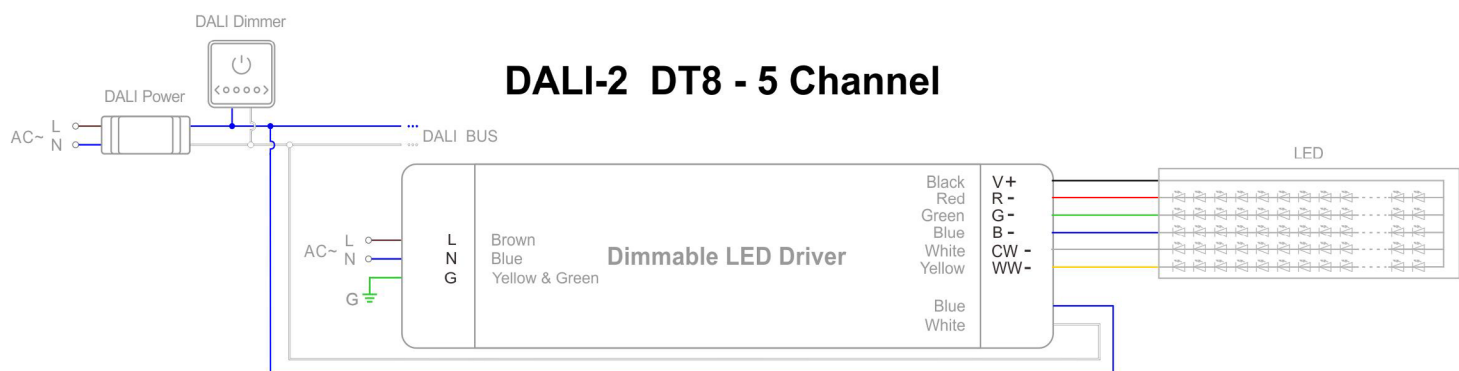 DALI Dimmer
DALI-2 DT8 - 5 Channel
DALI Power
AC~ L
N
DALI BUS
LED
Black V+
Red R -
Green G -
Blue B -
White CW -
Yellow WW-
AC~ L L Brown
N N Blue
G G Yellow & Green
Dimmable LED Driver
Blue
White